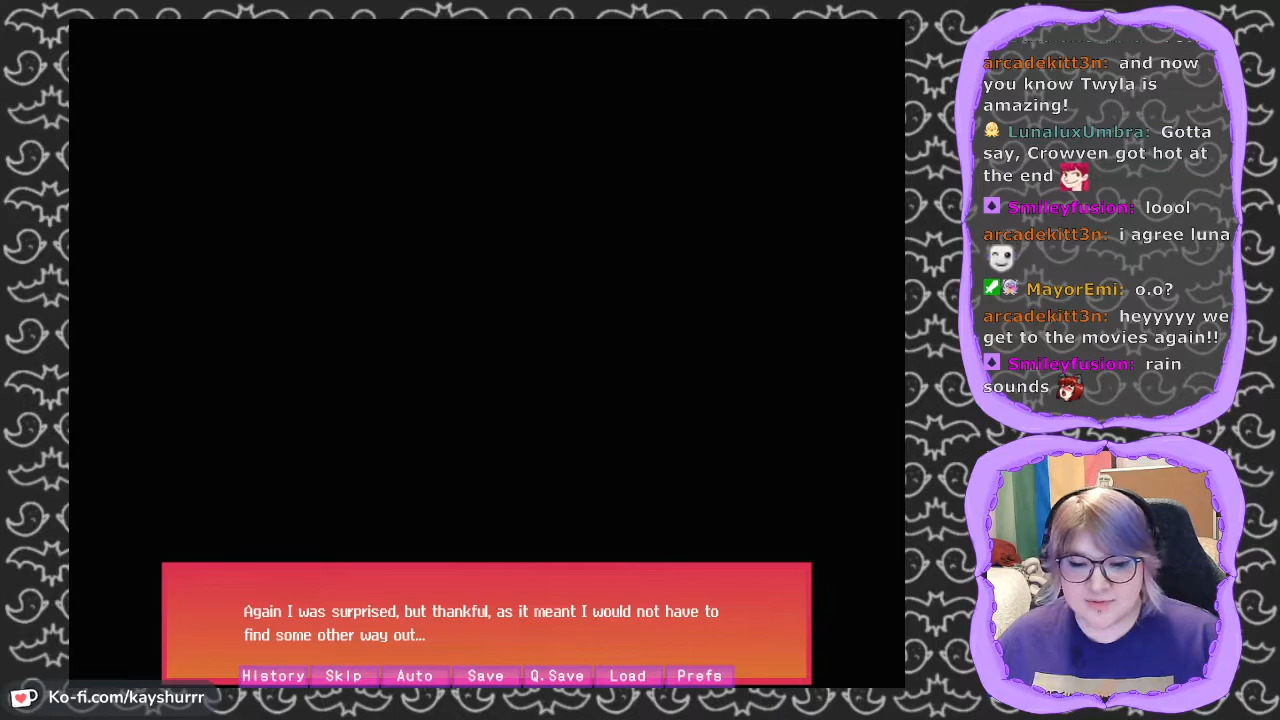 arcadekitt3n: and now
you know Twyla is
amazing!
LunaluxUmbra: Gotta
say, Crowven got hot at
the end
Smileyfusion: loool
arcadekitt3n: i agree luna
MayorEmi: o.o?
arcadekitt3n: heyyyyy we
get to the movies again!!
Smileyfusion: rain
sounds
Again I was surprised, but thankful, as it meant I would not have to
find some other way out...
History Skip Auto Save Q.Save Load Prefs
Ko-fi.com/kayshurrr